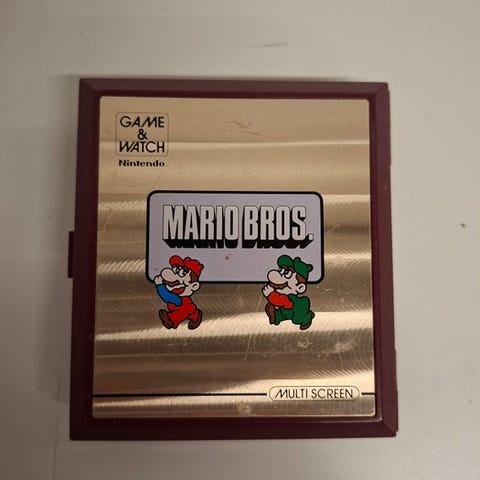 GAME
&
WATCH
Nintendo
MARIO BROS.
MULTI SCREEN